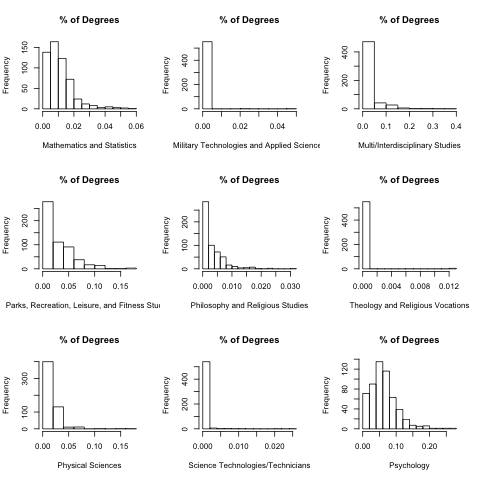 % of Degrees % of Degrees % of Degrees
Frequency
0 50 100 150
0.00 0.02 0.04 0.06
Mathematics and Statistics
Frequency
0 200 400
0.00 0.02 0.04
Military Technologies and Applied Science
Frequency
0 200 400
0.0 0.1 0.2 0.3 0.4
Multi/Interdisciplinary Studies
% of Degrees % of Degrees % of Degrees
Frequency
0 100 200
0.00 0.05 0.10 0.15
Parks, Recreation, Leisure, and Fitness Stu
Frequency
0 100 200
0.000 0.010 0.020 0.030
Philosophy and Religious Studies
Frequency
0 200 400
0.000 0.004 0.008 0.012
Theology and Religious Vocations
% of Degrees % of Degrees % of Degrees
Frequency
0 100 300
0.00 0.05 0.10 0.15
Physical Sciences
Frequency
0 200 400
0.000 0.010 0.020
Science Technologies/Technicians
Frequency
0 40 80 120
0.00 0.10 0.20
Psychology